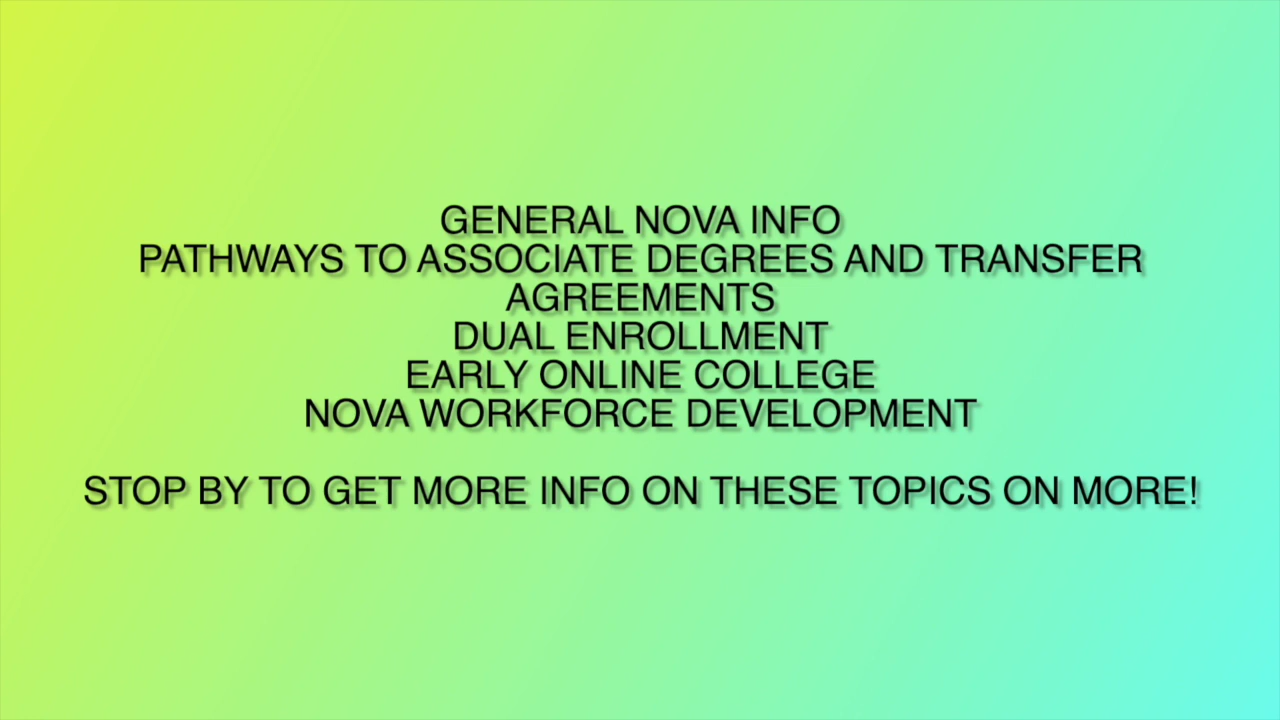 GENERAL NOVA INFO
PATHWAYS TO ASSOCIATE DEGREES AND TRANSFER
AGREEMENTS
DUAL ENROLLMENT
EARLY ONLINE COLLEGE
NOVA WORKFORCE DEVELOPMENT
STOP BY TO GET MORE INFO ON THESE TOPICS ON MORE!